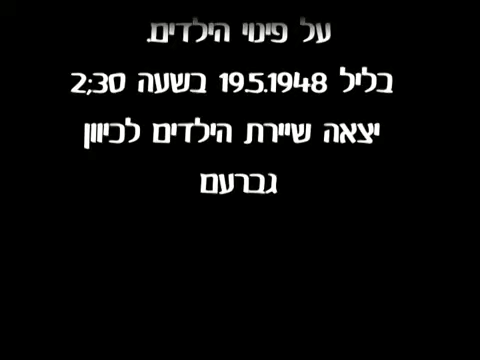 על פינוי הילדים.
בליל 19.5.1948 בשעה 2;30
יצאה שיירת הילדים לכיוון
גברעם